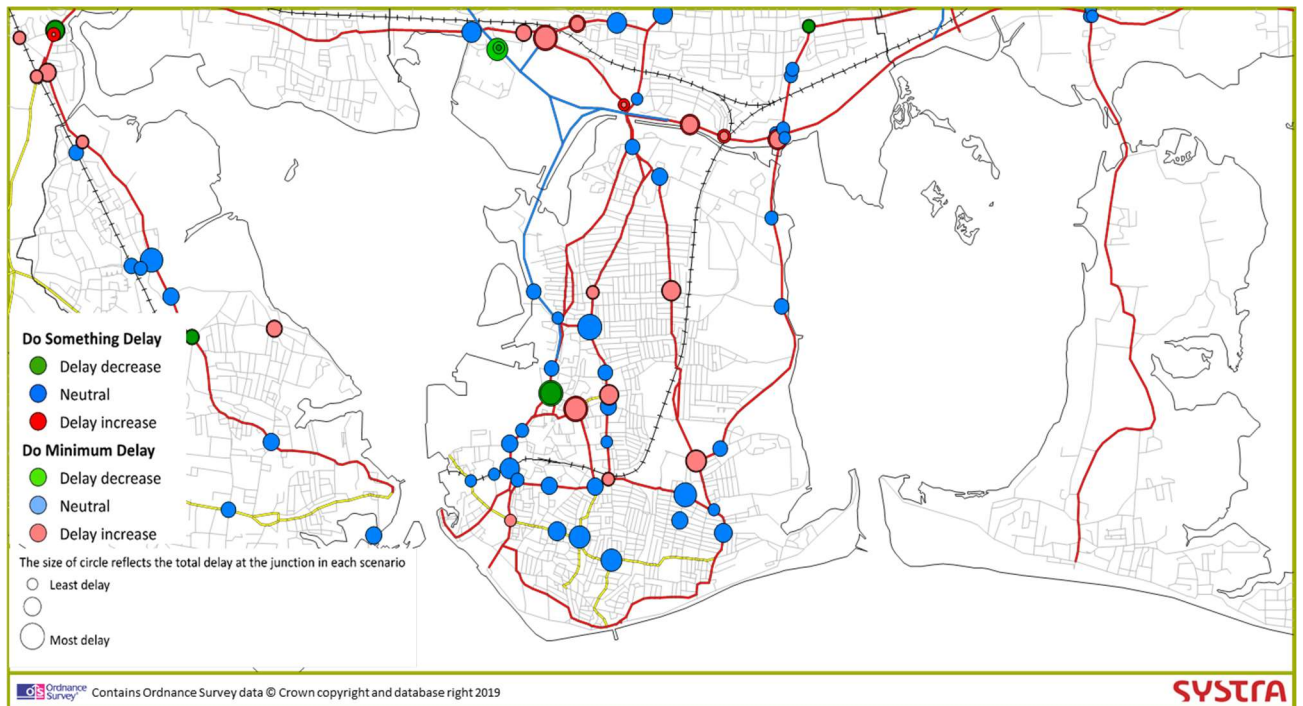 Do Something Delay
Delay decrease
Neutral
Delay increase
Do Minimum Delay
Delay decrease
Neutral
Delay increase
The size of circle reflects the total delay at the junction in each scenario
Least delay
Most delay
OS Ordnance Survey
Contains Ordnance Survey data © Crown copyright and database right 2019
SYSTRA